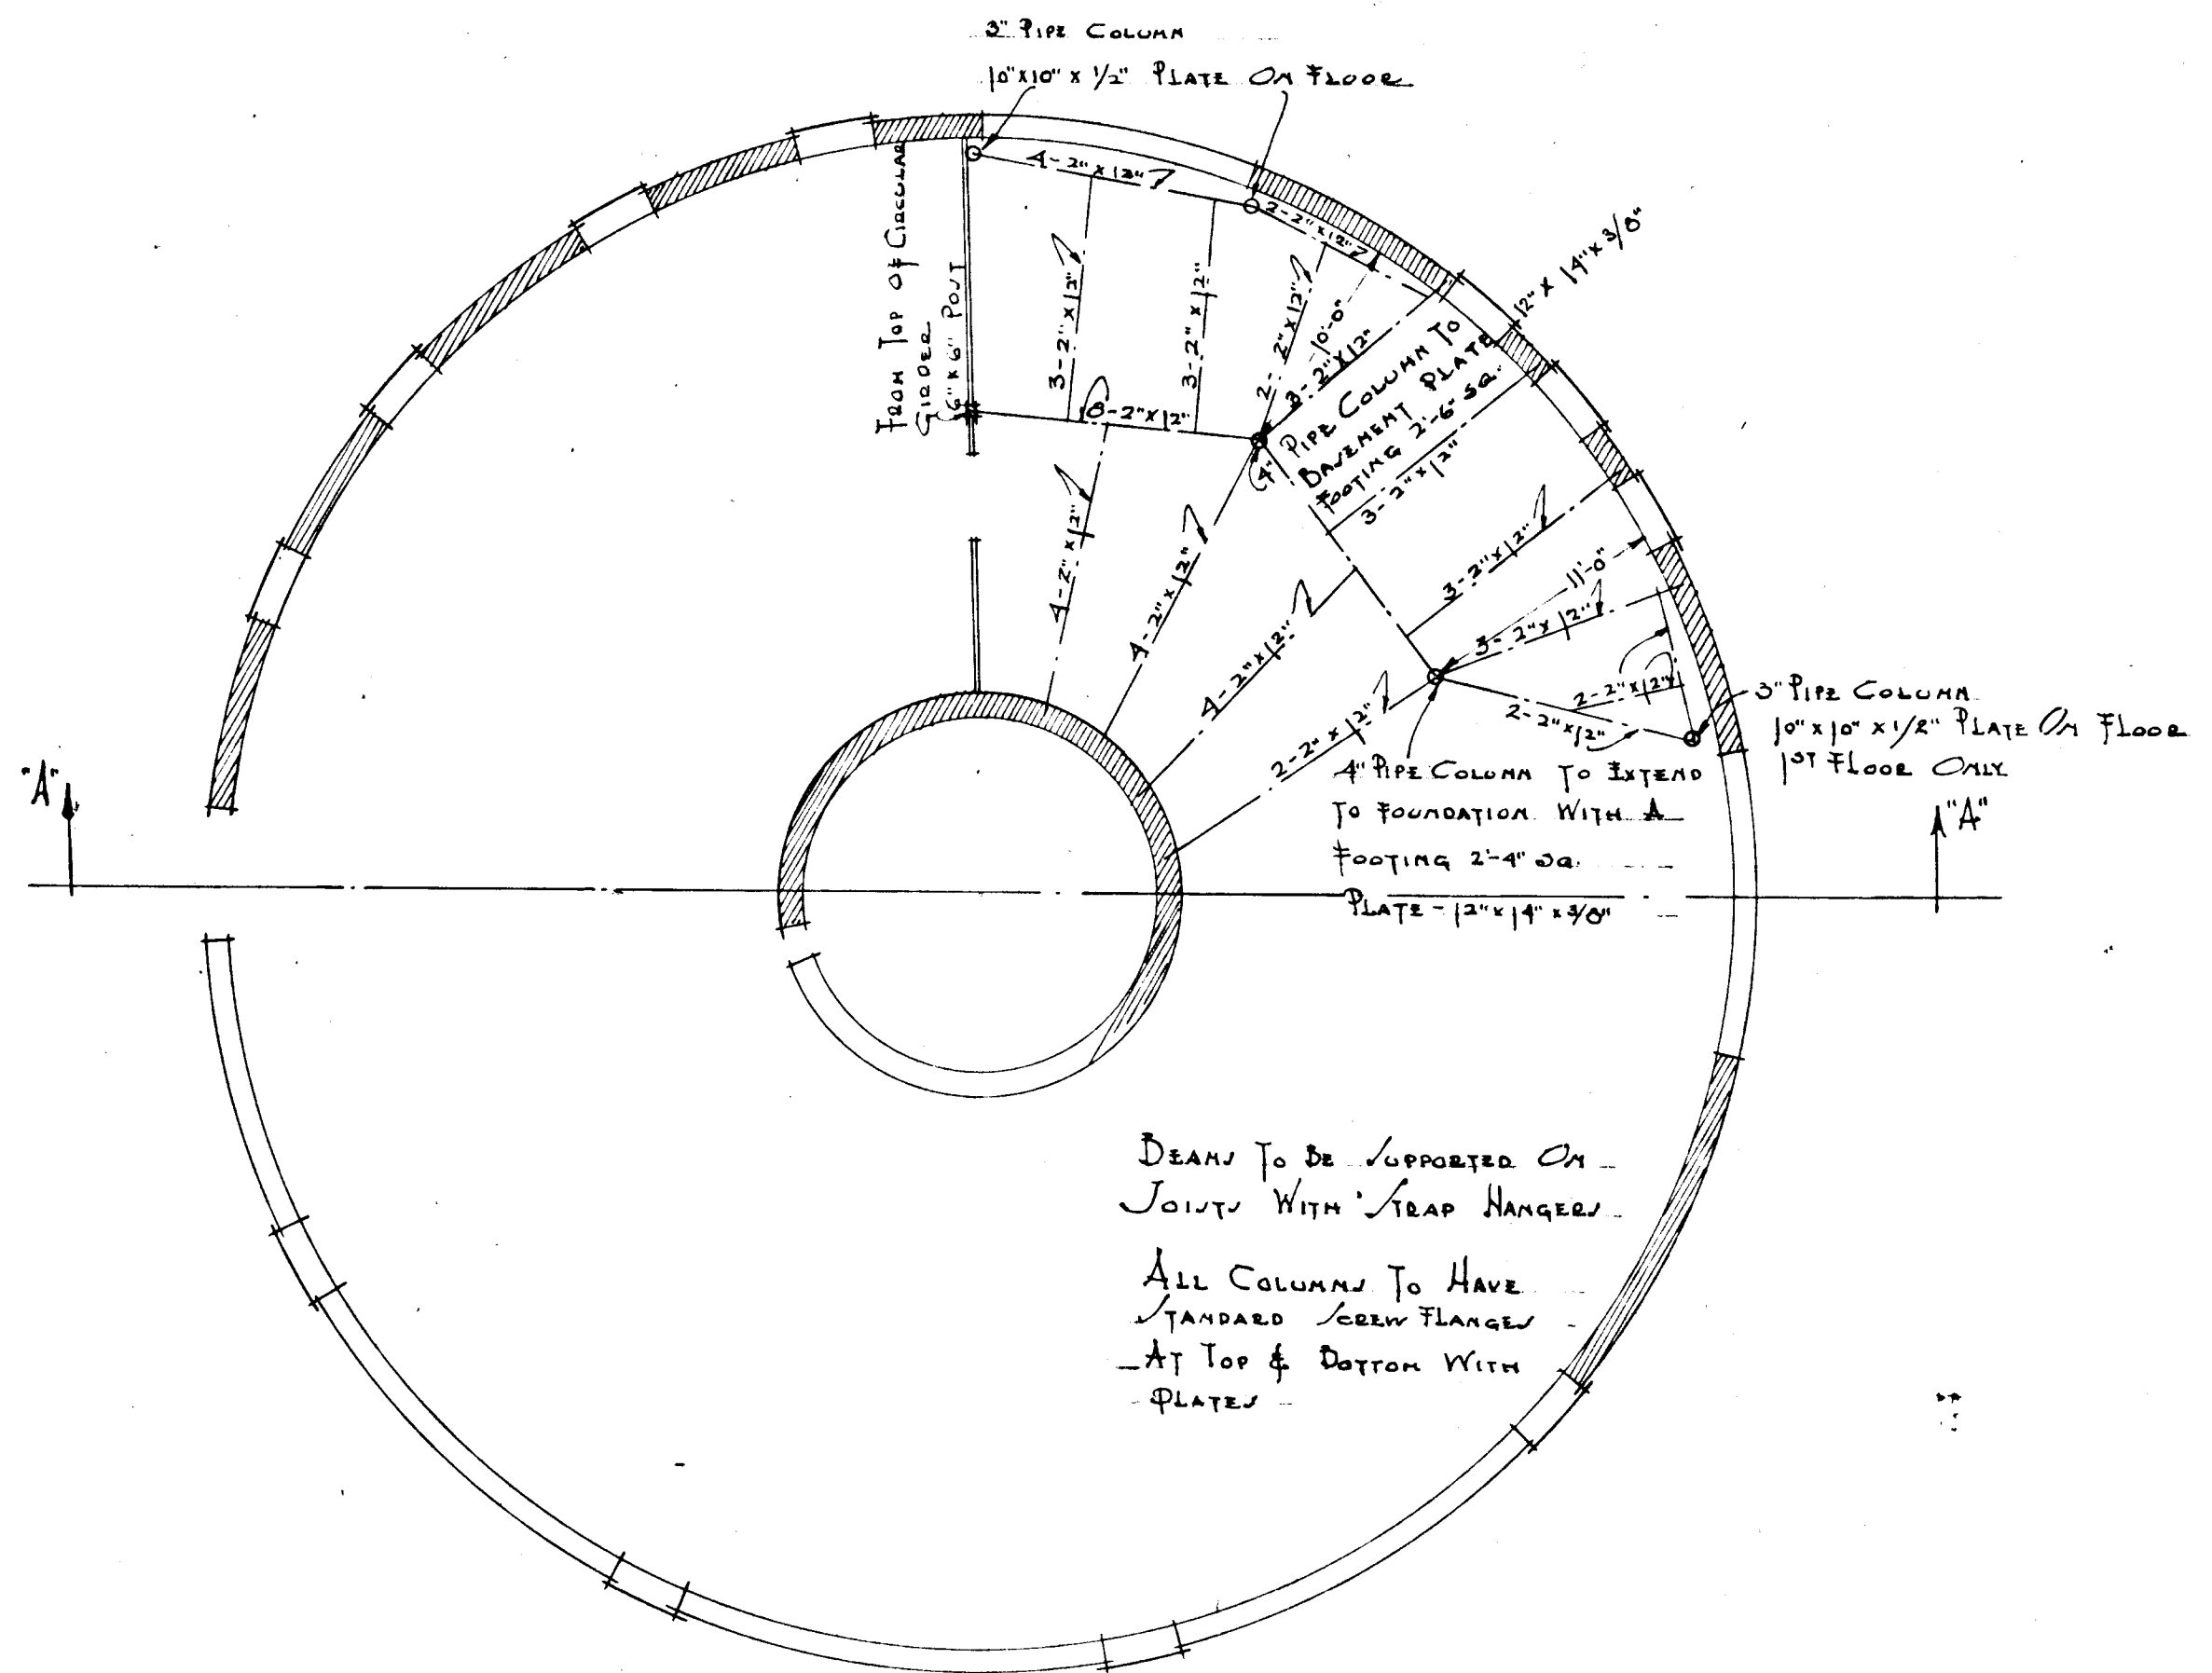 3" PIPE COLUMN
10"x10" x 1/2" PLATE ON FLOOR
4-2"x12"
2-2"x12"
FROM TOP OF CIRCULAR
GIRDER
6"x6" POST
3-2"x12"
3-2"x12"
2-2"x12"
10'-0"
3-2"x12"
12" x 14" x 3/8"
8-2"x12"
4" PIPE COLUMN TO
BASEMENT PLATE
FOOTING 2'-6" SQ.
3-2"x12"
4-2"x12"
4-2"x12"
3-2"x12"
11'-0"
4-2"x12"
3-2"x12"
2-2"x12"
2-2"x12"
2-2"x12"
3" PIPE COLUMN
10"x10"x1/2" PLATE ON FLOOR
1ST FLOOR ONLY
4" PIPE COLUMN TO EXTEND
TO FOUNDATION WITH A
FOOTING 2'-4" SQ.
PLATE - 12"x14"x3/8"
"A"
"A"
BEAMS TO BE SUPPORTED ON
JOISTS WITH STRAP HANGERS
ALL COLUMNS TO HAVE
STANDARD SCREW FLANGES
AT TOP & BOTTOM WITH
PLATES